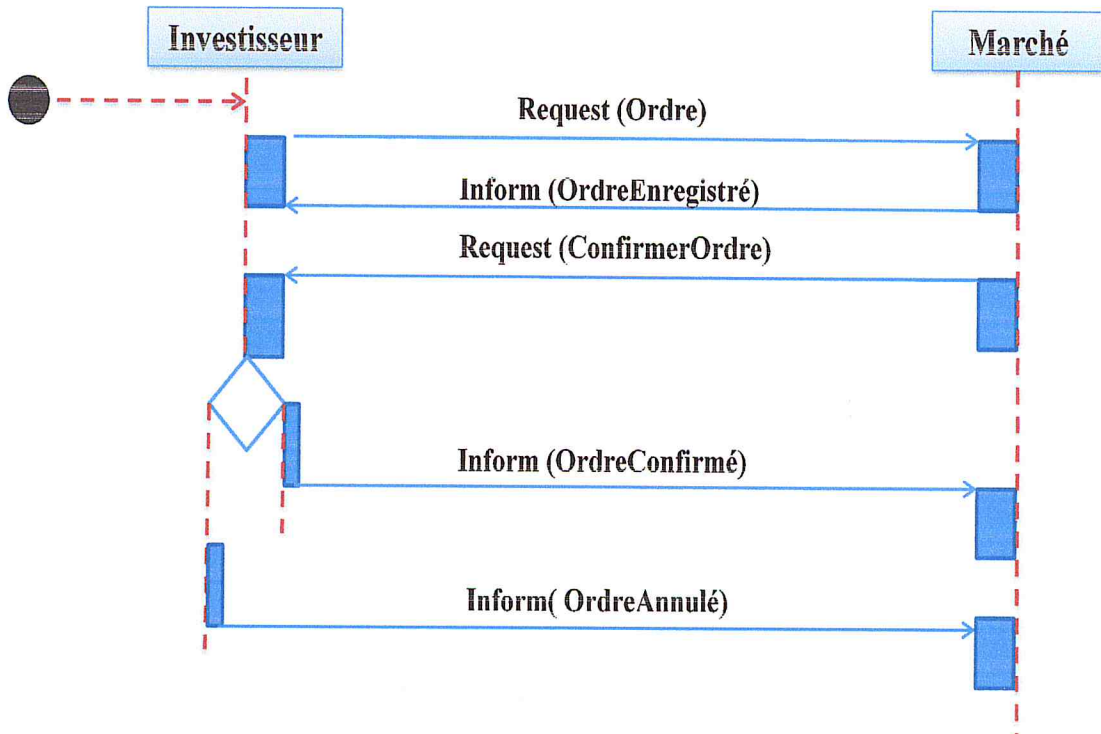 Investisseur
Marché
Request (Ordre)
Inform (OrdreEnregistré)
Request (ConfirmerOrdre)
Inform (OrdreConfirmé)
Inform( OrdreAnnulé)